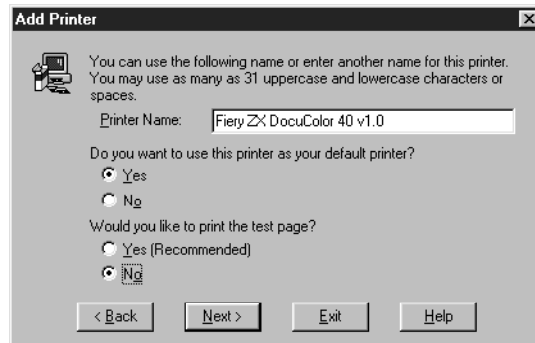 Add Printer
You can use the following name or enter another name for this printer.
You may use as many as 31 uppercase and lowercase characters or
spaces.
Printer Name: Fiery ZX DocuColor 40 v1.0
Do you want to use this printer as your default printer?
Yes
No
Would you like to print the test page?
Yes (Recommended)
No
< Back Next > Exit Help